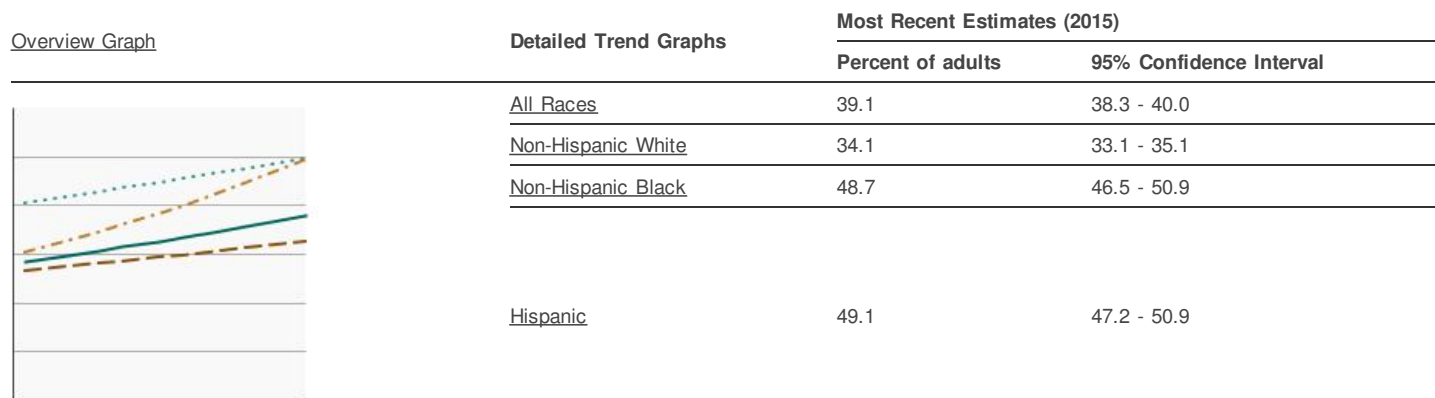 Overview Graph Detailed Trend Graphs Most Recent Estimates (2015)
Percent of adults 95% Confidence Interval
All Races 39.1 38.3 - 40.0
Non-Hispanic White 34.1 33.1 - 35.1
Non-Hispanic Black 48.7 46.5 - 50.9
Hispanic 49.1 47.2 - 50.9